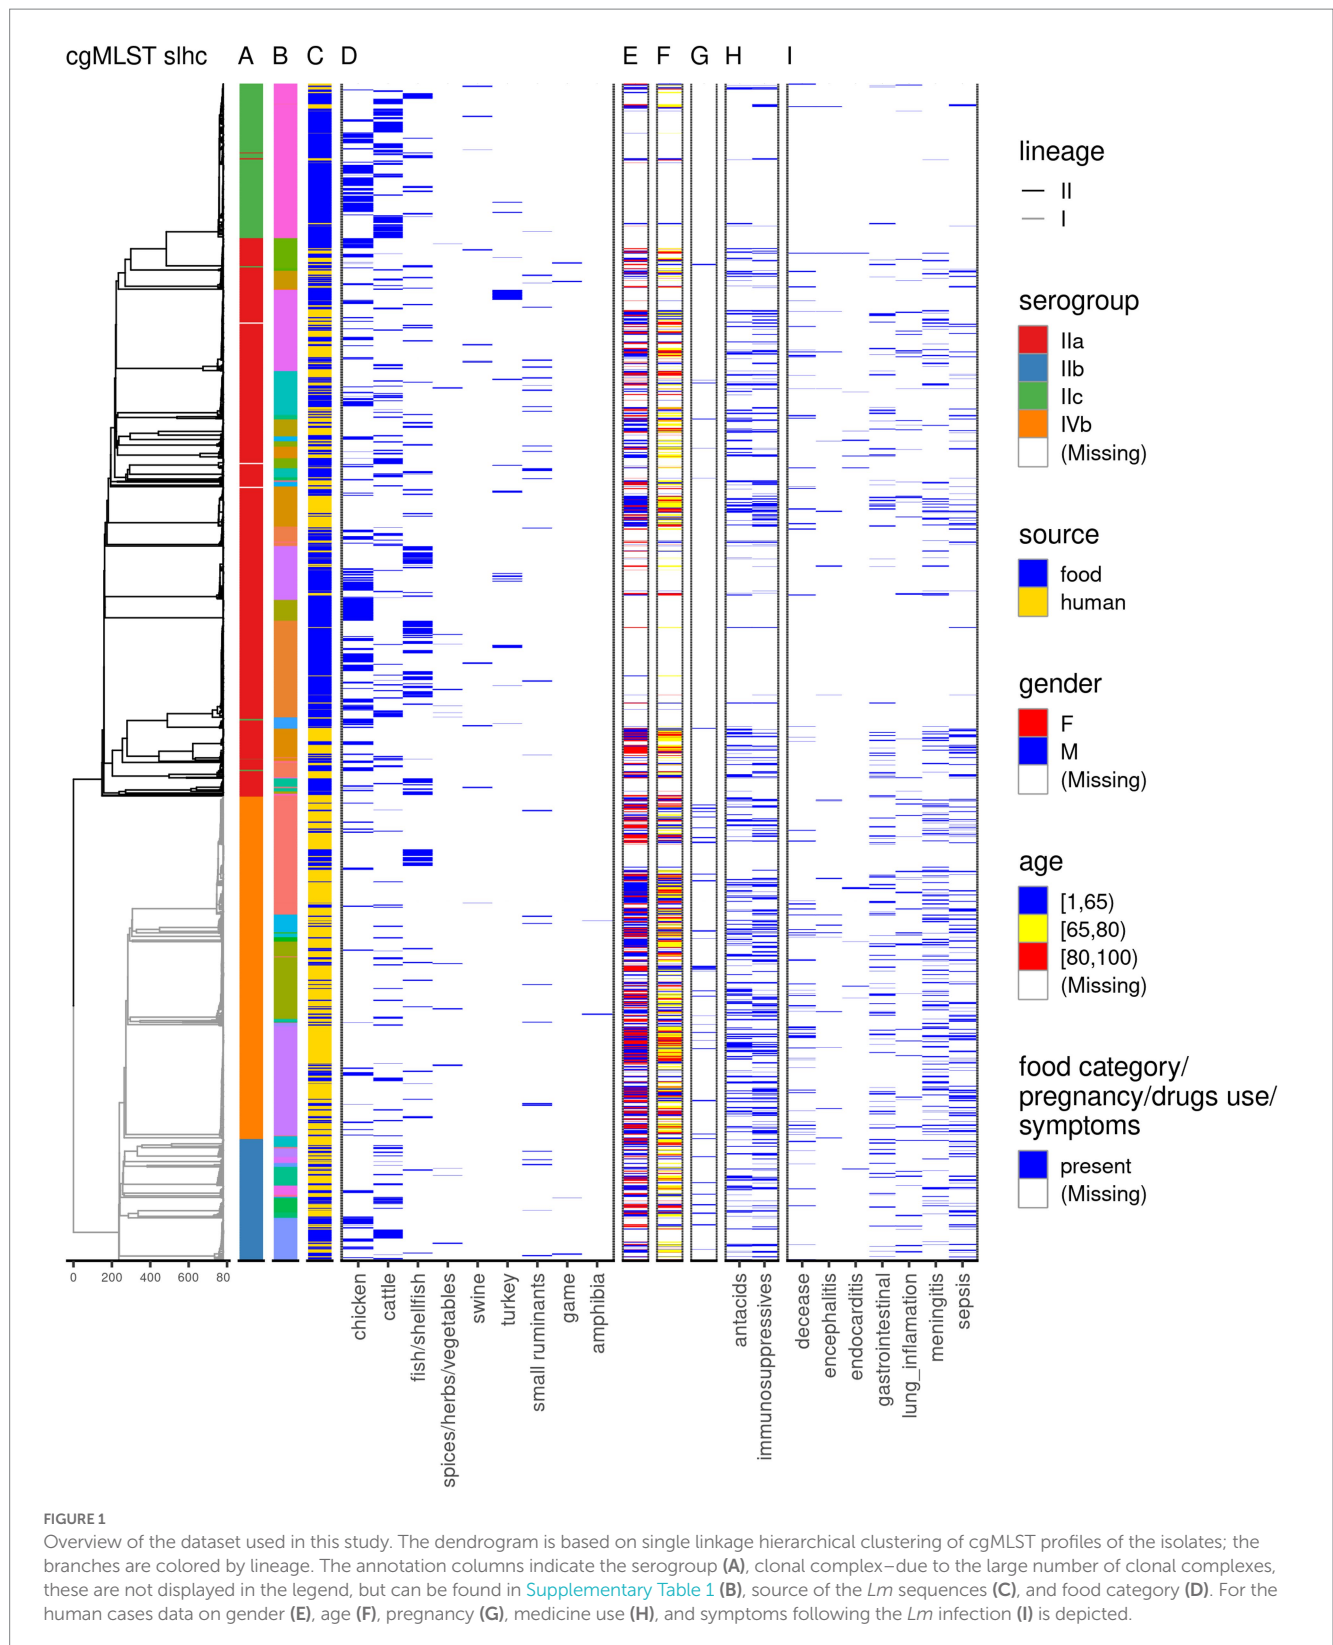 cgMLST slhc A B C D E F G H I
lineage
II
I
serogroup
IIa
IIb
IIc
IVb
(Missing)
source
food
human
gender
F
M
(Missing)
age
[1,65)
[65,80)
[80,100)
(Missing)
food category/
pregnancy/drugs use/
symptoms
present
(Missing)
0 200 400 600 80
chicken
cattle
fish/shellfish
spices/herbs/vegetables
swine
turkey
small ruminants
game
amphibia
antacids
immunosuppressives
decease
encephalitis
endocarditis
gastrointestinal
lung_inflamation
meningitis
sepsis
FIGURE 1
Overview of the dataset used in this study. The dendrogram is based on single linkage hierarchical clustering of cgMLST profiles of the isolates; the
branches are colored by lineage. The annotation columns indicate the serogroup (A), clonal complex–due to the large number of clonal complexes,
these are not displayed in the legend, but can be found in Supplementary Table 1 (B), source of the Lm sequences (C), and food category (D). For the
human cases data on gender (E), age (F), pregnancy (G), medicine use (H), and symptoms following the Lm infection (I) is depicted.